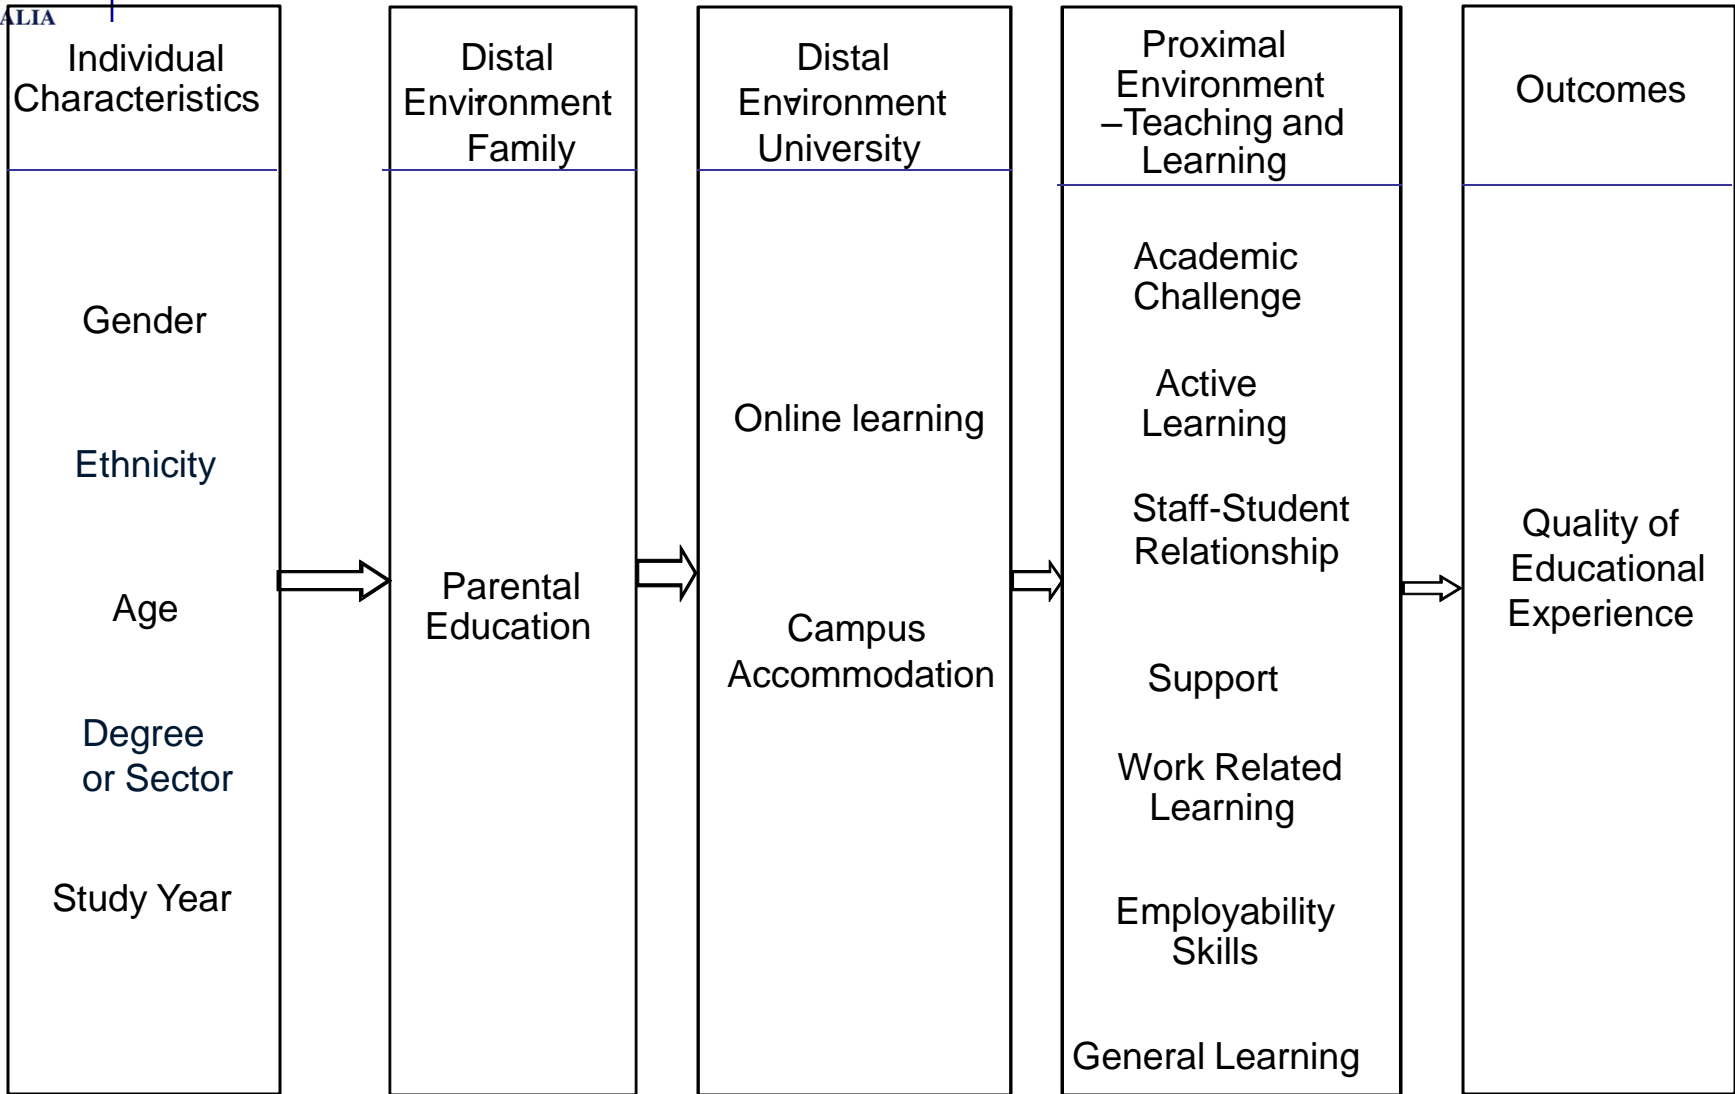 ALIA
Individual
Characteristics
Gender
Ethnicity
Age
Degree
or Sector
Study Year
Distal
Environment
Family
Parental
Education
Distal
Environment
University
Online learning
Campus
Accommodation
Proximal
Environment
–Teaching and
Learning
Academic
Challenge
Active
Learning
Staff-Student
Relationship
Support
Work Related
Learning
Employability
Skills
General Learning
Outcomes
Quality of
Educational
Experience